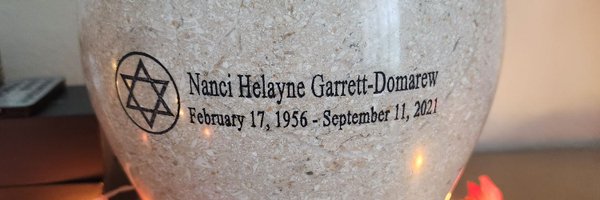 Nanci Helayne Garrett-Domarew
February 17, 1956 - September 11, 2021